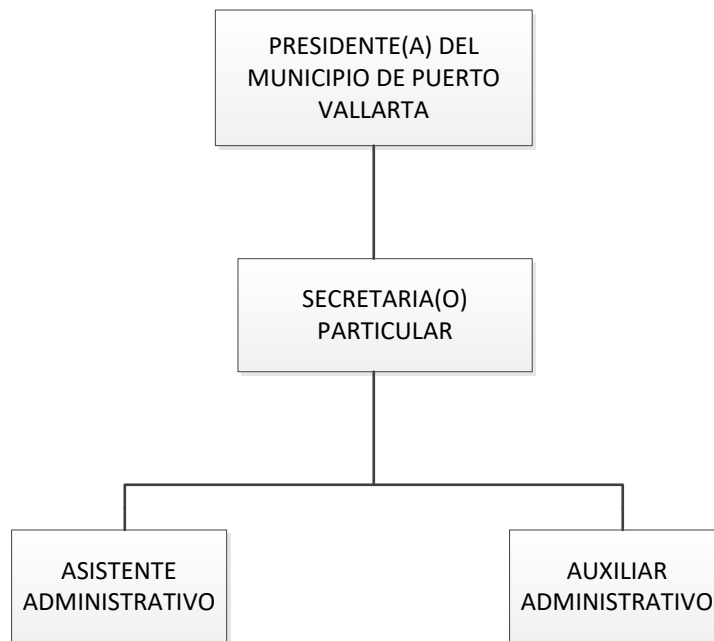 PRESIDENTE(A) DEL
MUNICIPIO DE PUERTO
VALLARTA
SECRETARIA(O)
PARTICULAR
ASISTENTE
ADMINISTRATIVO
AUXILIAR
ADMINISTRATIVO